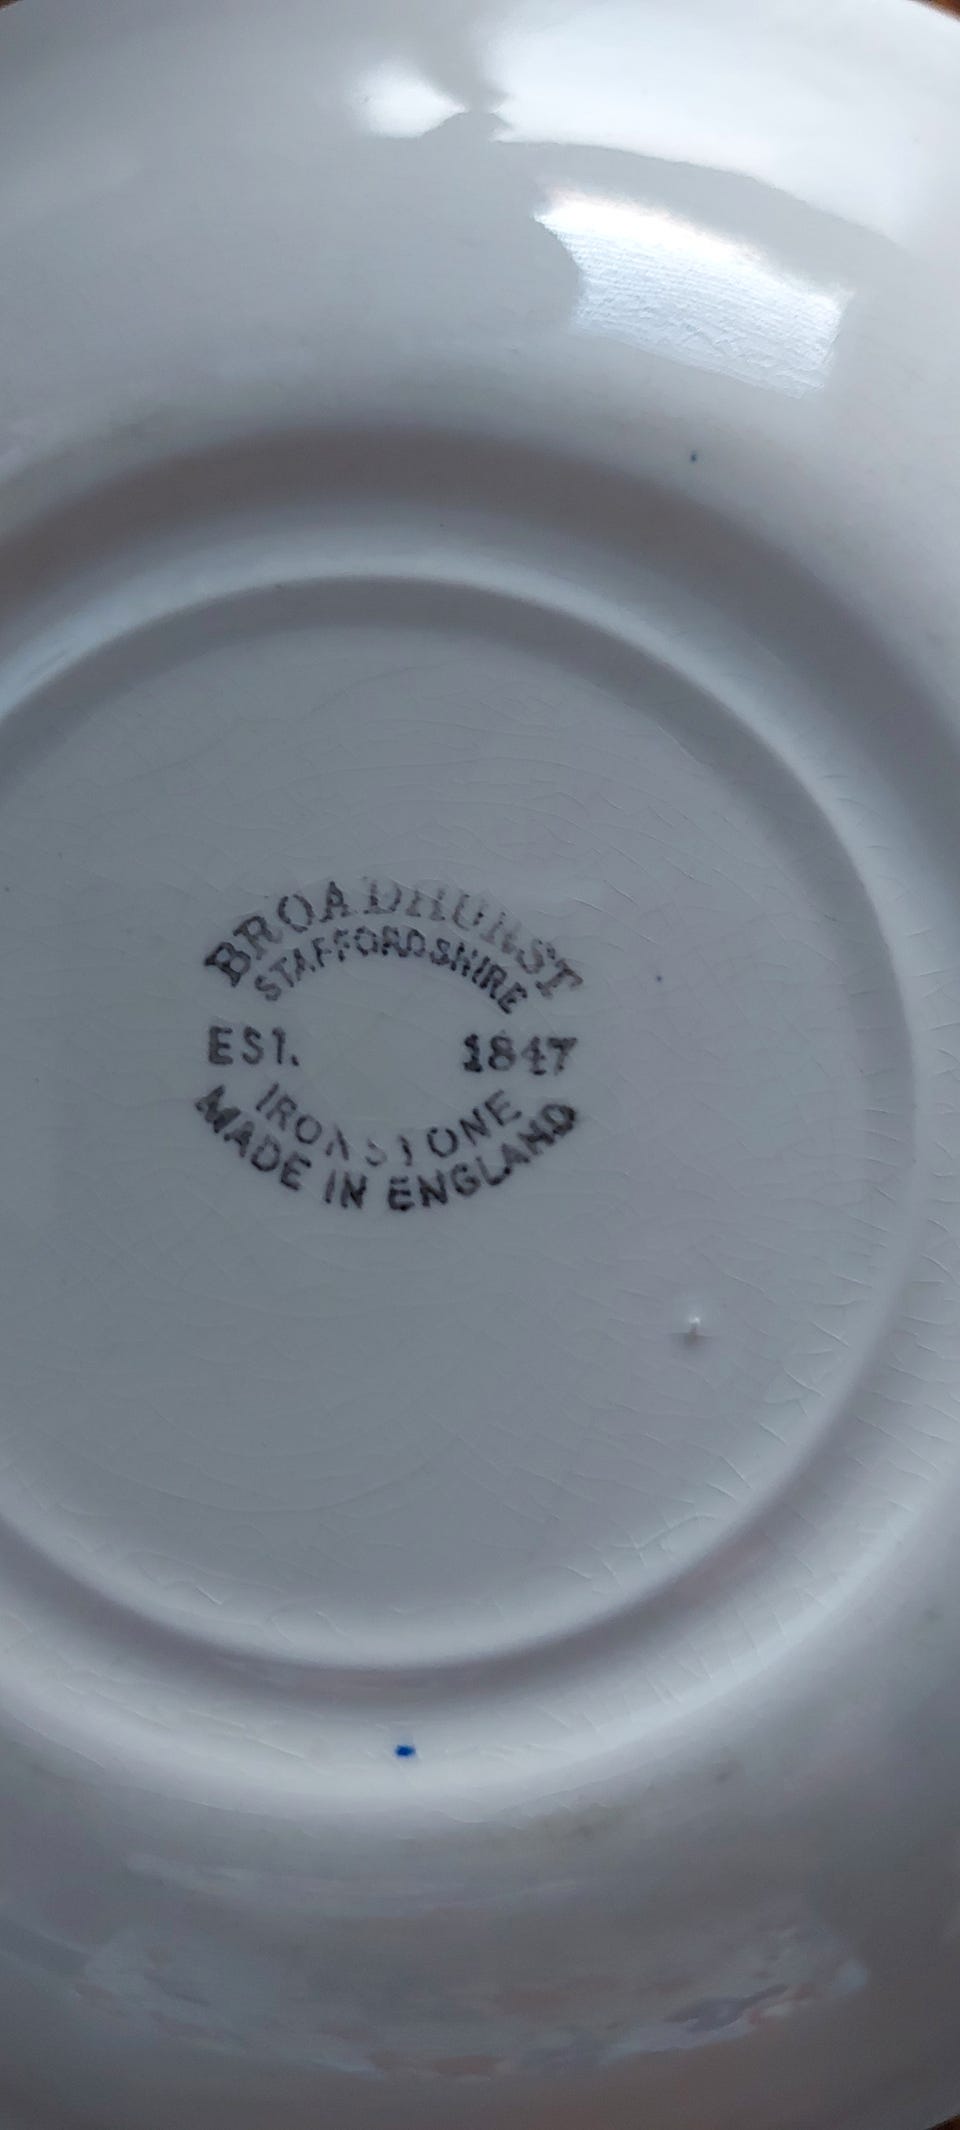 BROADHURST
STAFFORDSHIRE
EST. 1847
IRONSTONE
MADE IN ENGLAND